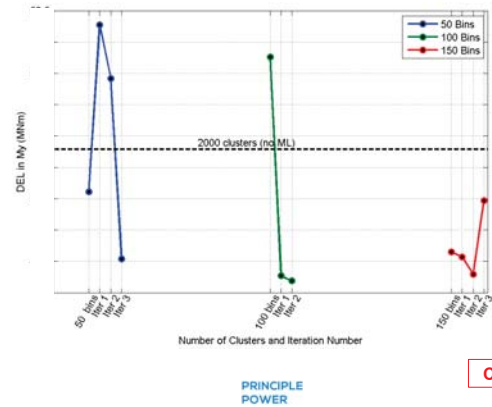 50 Bins
100 Bins
150 Bins
2000 clusters (no ML)
DEL in My (MNm)
50 bins
Iter 1
Iter 2
Iter 3
100 bins
Iter 1
Iter 2
150 bins
Iter 1
Iter 2
Iter 3
Number of Clusters and Iteration Number
PRINCIPLE
POWER